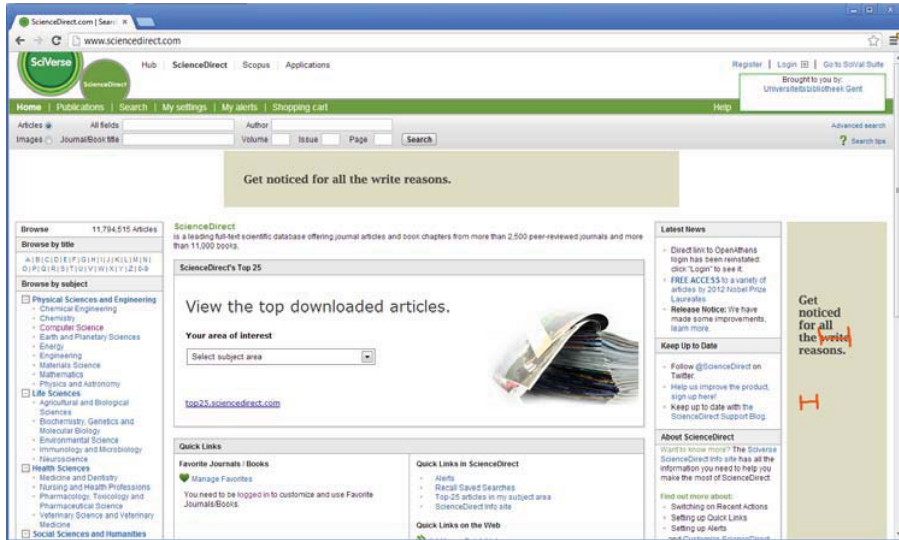 ScienceDirect.com | Searc
www.sciencedirect.com
SciVerse
ScienceDirect
Hub | ScienceDirect Scopus Applications
Register | Login | Go to SciVal Suite
Brought to you by:
Universiteitsbibliotheek Gent
Home | Publications | Search | My settings | My alerts | Shopping cart
Help
Articles All fields Author
Advanced search
Images Journal/Book title Volume Issue Page Search
? Search tips
Get noticed for all the write reasons.
Browse 11,794,515 Articles
Browse by title
A | B | C | D | E | F | G | H | I | J | K | L | M | N |
O | P | Q | R | S | T | U | V | W | X | Y | Z | 0-9
Browse by subject
Physical Sciences and Engineering
Chemical Engineering
Chemistry
Computer Science
Earth and Planetary Sciences
Energy
Engineering
Materials Science
Mathematics
Physics and Astronomy
Life Sciences
Agricultural and Biological
Sciences
Biochemistry, Genetics and
Molecular Biology
Environmental Science
Immunology and Microbiology
Neuroscience
Health Sciences
Medicine and Dentistry
Nursing and Health Professions
Pharmacology, Toxicology and
Pharmaceutical Science
Veterinary Science and Veterinary
Medicine
Social Sciences and Humanities
ScienceDirect
is a leading full-text scientific database offering journal articles and book chapters from more than 2,500 peer-reviewed journals and more
than 11,000 books.
ScienceDirect's Top 25
View the top downloaded articles.
Your area of interest
Select subject area
top25.sciencedirect.com
Quick Links
Favorite Journals / Books
Manage Favorites
You need to be logged in to customize and use Favorite
Journals/Books.
Quick Links in ScienceDirect
Alerts
Recall Saved Searches
Top-25 articles in my subject area
ScienceDirect Info site
Quick Links on the Web
Latest News
Direct link to OpenAthens
login has been reinstated:
click "Login" to see it.
FREE ACCESS to a variety of
articles by 2012 Nobel Prize
Laureates
Release Notice: We have
made some improvements,
learn more.
Keep Up to Date
Follow @ScienceDirect on
Twitter.
Help us improve the product,
sign up here!
Keep up to date with the
ScienceDirect Support Blog.
About ScienceDirect
Want to know more? The Sciverse
ScienceDirect Info site has all the
information you need to help you
make the most of ScienceDirect.
Find out more about:
Switching on Recent Actions
Setting up Quick Links
Setting up Alerts
and Customize ScienceDirect
Get
noticed
for all
the write
reasons.